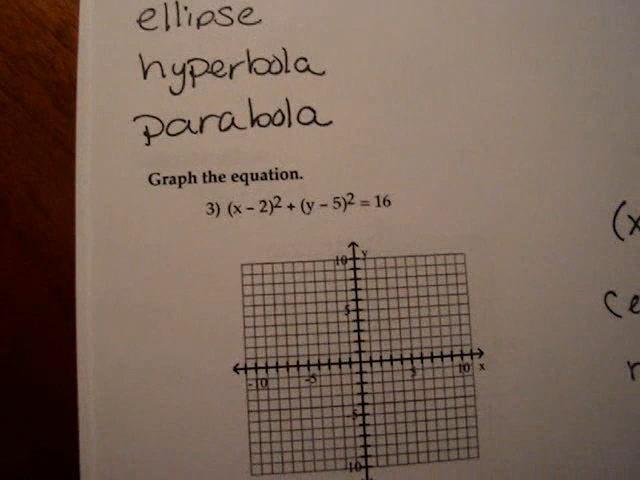 ellipse
hyperbola
parabola
Graph the equation.
3) (x – 2)2 + (y – 5)2 = 16
(x
10 y
5
ce
-10 -5 5 10 x
r
-5
-10